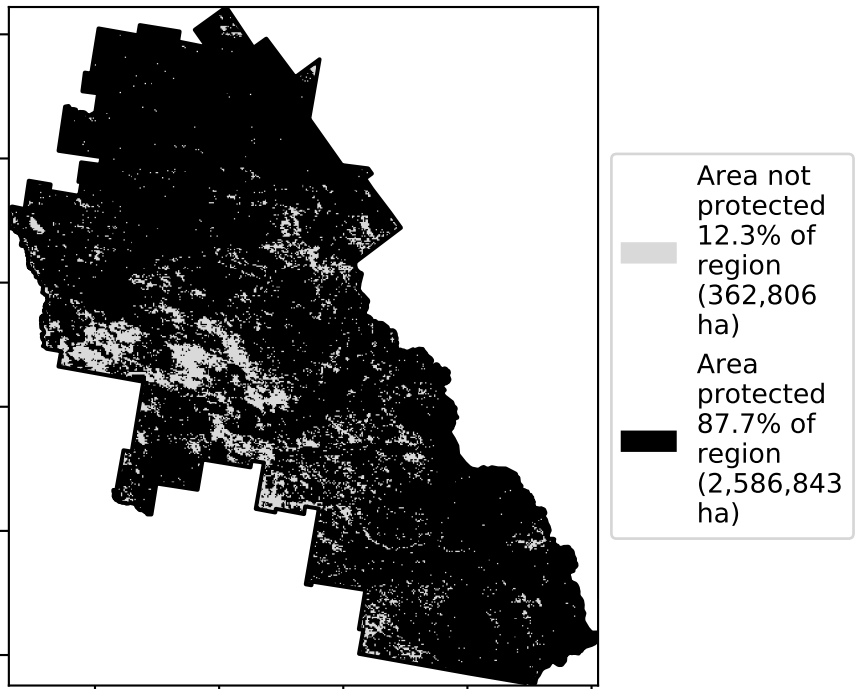 Area not
protected
12.3% of
region
(362,806
ha)
Area
protected
87.7% of
region
(2,586,843
ha)